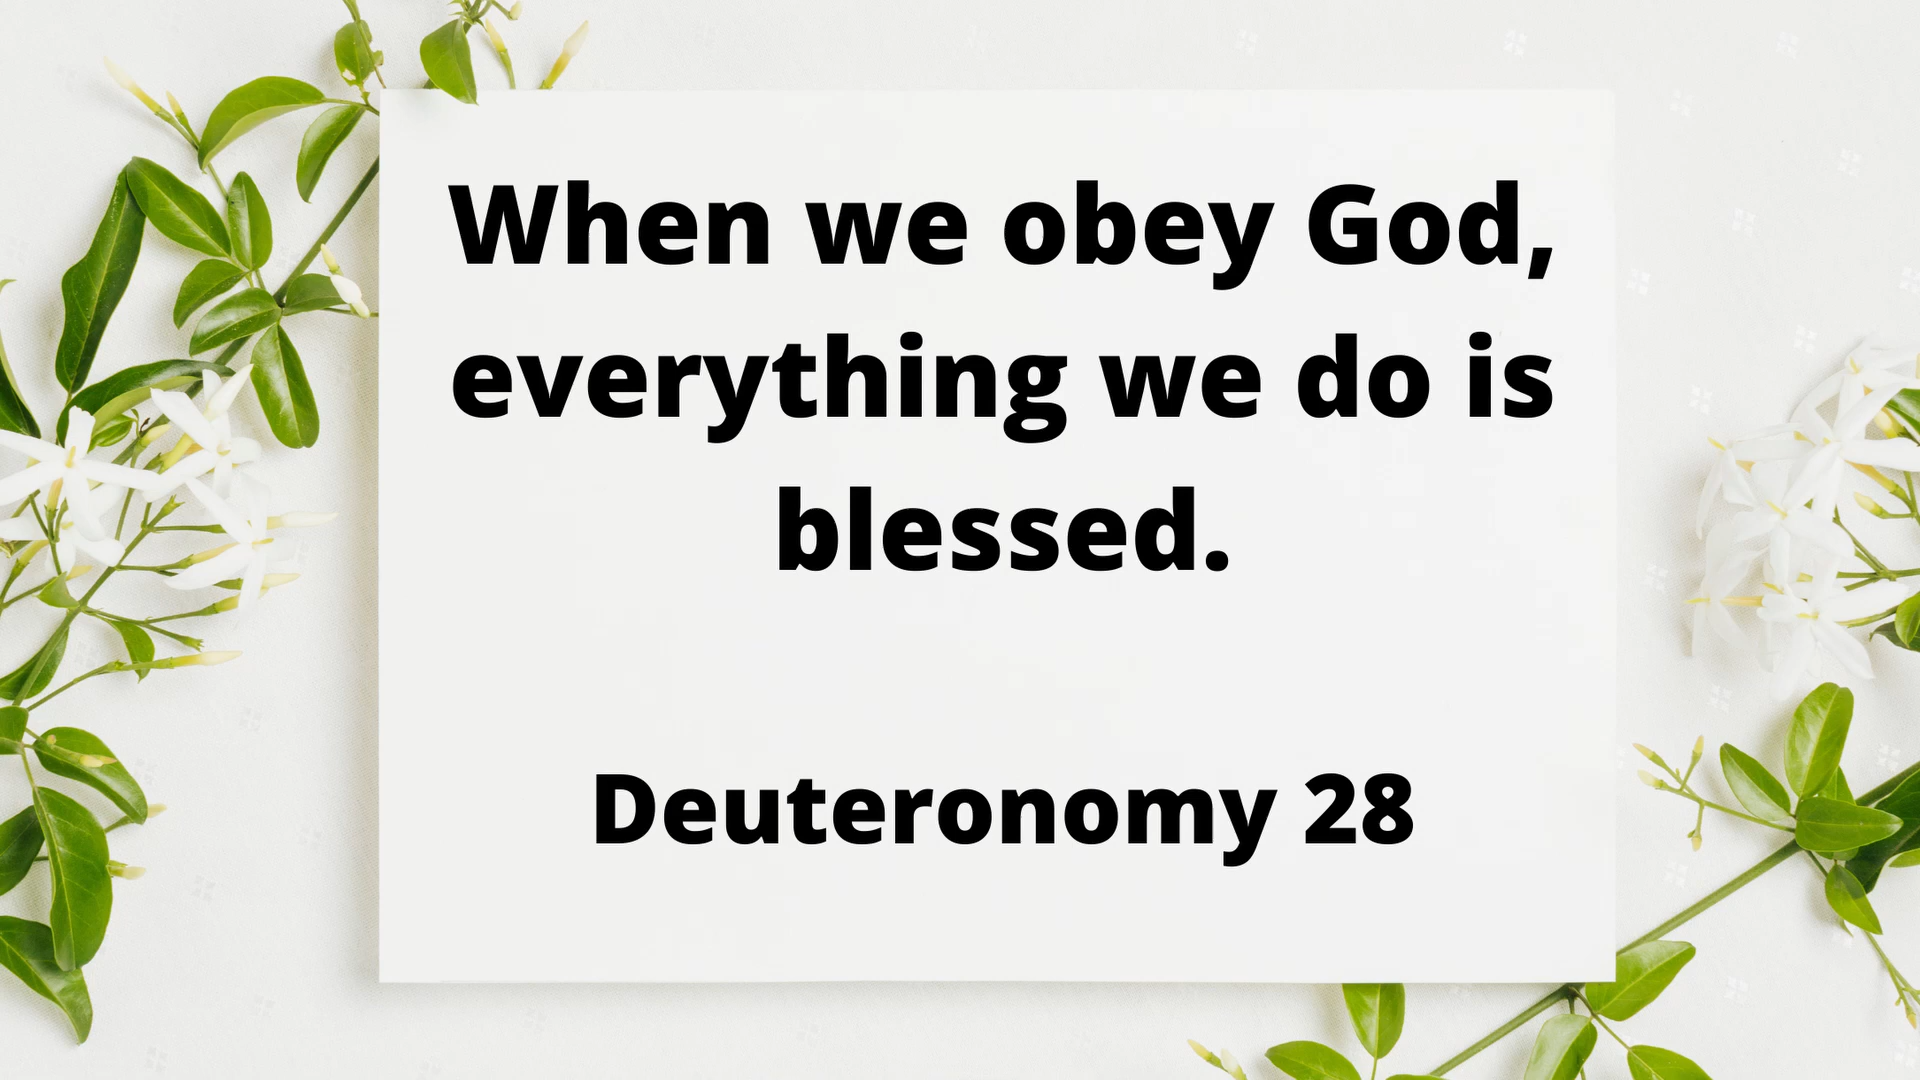 When we obey God,
everything we do is
blessed.
Deuteronomy 28